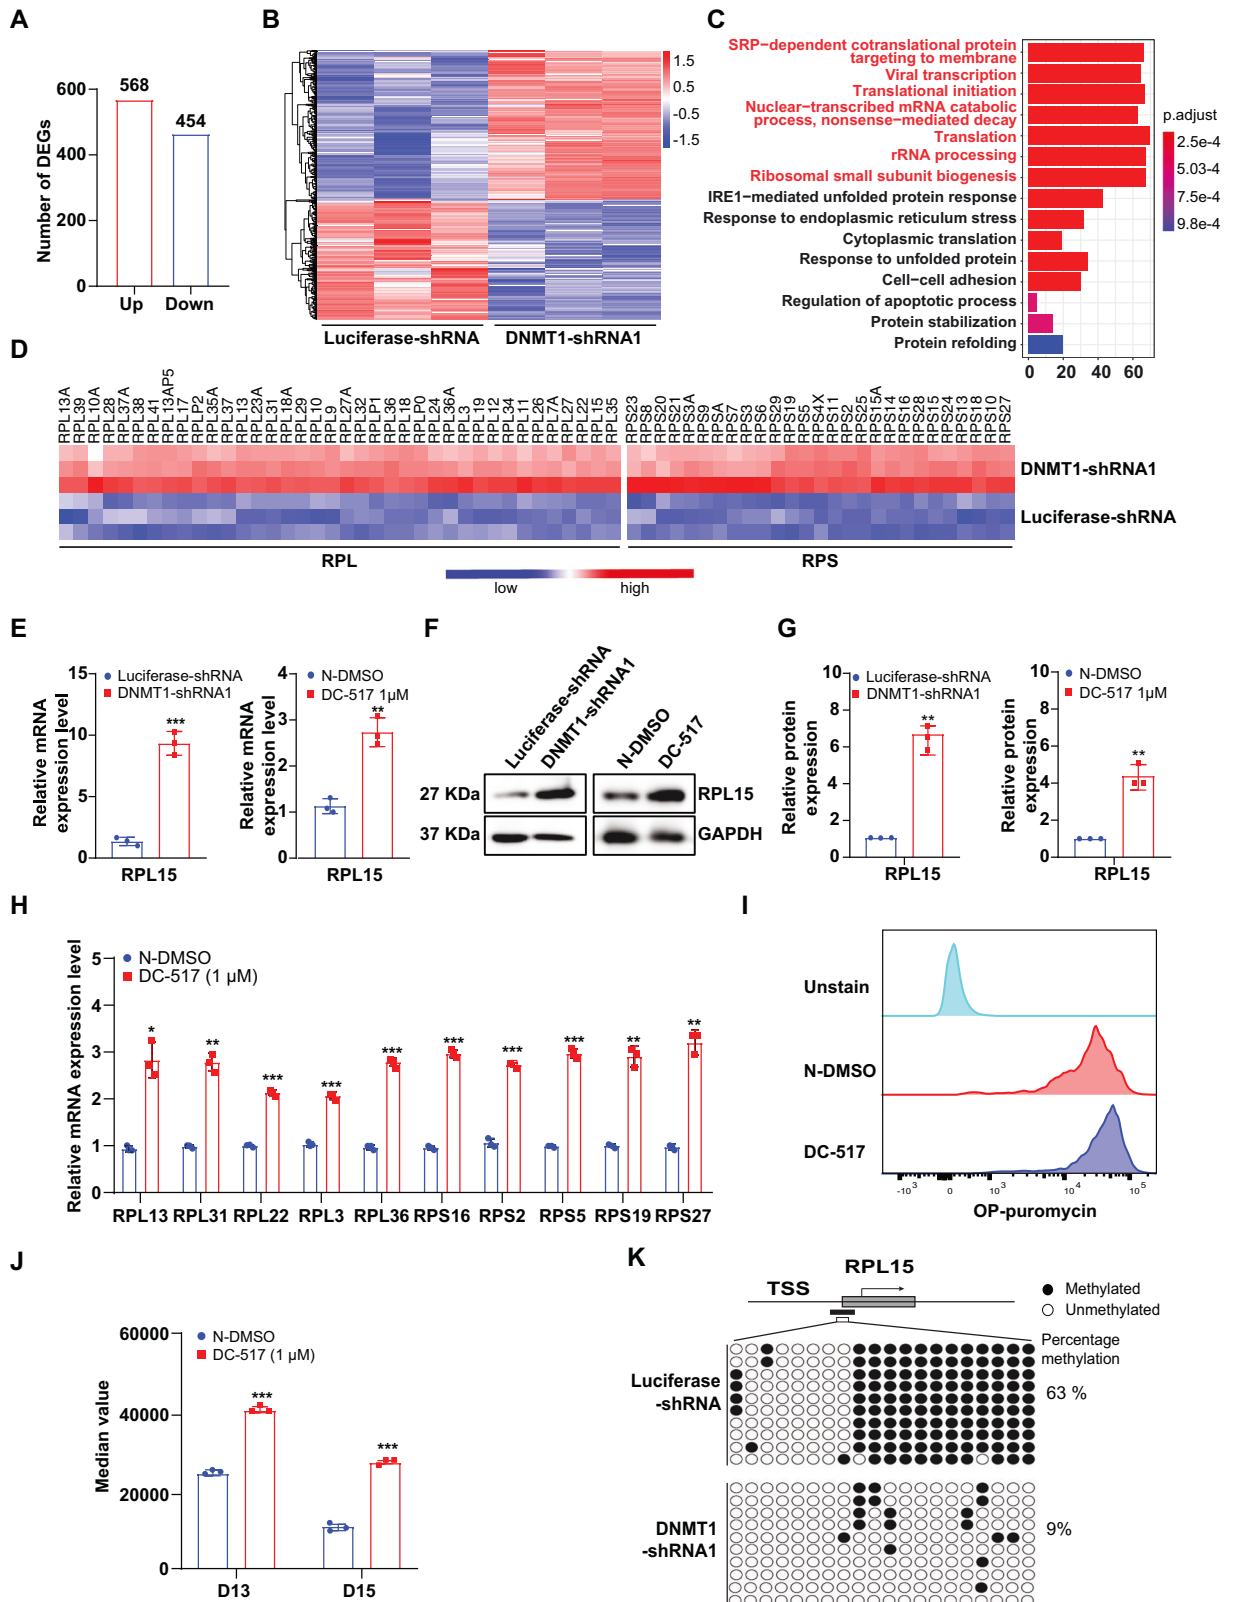 A
Number of DEGs
600
400
200
0
568
454
Up
Down
B
1.5
0.5
-0.5
-1.5
Luciferase-shRNA
DNMT1-shRNA1
C
SRP−dependent cotranslational protein
targeting to membrane
Viral transcription
Translational initiation
Nuclear−transcribed mRNA catabolic
process, nonsense−mediated decay
Translation
rRNA processing
Ribosomal small subunit biogenesis
IRE1−mediated unfolded protein response
Response to endoplasmic reticulum stress
Cytoplasmic translation
Response to unfolded protein
Cell−cell adhesion
Regulation of apoptotic process
Protein stabilization
Protein refolding
0
20
40
60
p.adjust
2.5e-4
5.03-4
7.5e-4
9.8e-4
D
RPL13A
RPL39
RPL10A
RPL28
RPL37A
RPL38
RPL41
RPL13AP5
RPL17
RPLP2
RPL35A
RPL37
RPL13
RPL23A
RPL31
RPL18A
RPL29
RPL10
RPL9
RPL27A
RPL32
RPLP1
RPL36
RPL18
RPLP0
RPL24
RPL36A
RPL3
RPL19
RPL12
RPL34
RPL11
RPL26
RPL7A
RPL27
RPL22
RPL15
RPL35
RPS23
RPS8
RPS20
RPS21
RPS3A
RPS9
RPSA
RPS7
RPS3
RPS6
RPS29
RPS19
RPS5
RPS4X
RPS11
RPS2
RPS25
RPS15A
RPS14
RPS16
RPS28
RPS15
RPS24
RPS13
RPS18
RPS10
RPS27
DNMT1-shRNA1
Luciferase-shRNA
RPL
RPS
low
high
E
Relative mRNA
expression level
15
10
5
0
Luciferase-shRNA
DNMT1-shRNA1
***
RPL15
Relative mRNA
expression level
4
3
2
1
0
N-DMSO
DC-517 1μM
**
RPL15
F
Luciferase-shRNA
DNMT1-shRNA1
N-DMSO
DC-517
27 KDa
RPL15
37 KDa
GAPDH
G
Relative protein
expression
10
8
6
4
2
0
Luciferase-shRNA
DNMT1-shRNA1
**
RPL15
Relative protein
expression
10
8
6
4
2
0
N-DMSO
DC-517 1μM
**
RPL15
H
Relative mRNA expression level
5
4
3
2
1
0
N-DMSO
DC-517 (1 μM)
*
**
***
***
***
***
***
***
**
**
RPL13
RPL31
RPL22
RPL3
RPL36
RPS16
RPS2
RPS5
RPS19
RPS27
I
Unstain
N-DMSO
DC-517
-10³
0
10³
10⁴
10⁵
OP-puromycin
J
Median value
60000
40000
20000
0
N-DMSO
DC-517 (1 μM)
***
***
D13
D15
K
RPL15
TSS
Methylated
Unmethylated
Percentage
methylation
Luciferase
-shRNA
63 %
DNMT1
-shRNA1
9%